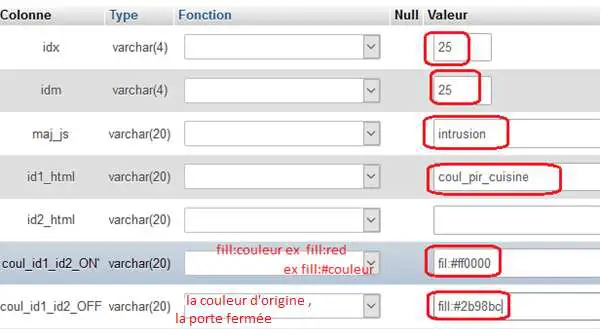 Colonne Type Fonction Null Valeur
idx varchar(4) 25
idm varchar(4) 25
maj_js varchar(20) intrusion
id1_html varchar(20) coul_pir_cuisine
id2_html varchar(20)
fill:couleur ex fill:red
coul_id1_id2_ON' varchar(20) fil:#ff0000
ex fill:#couleur
la couleur d'origine ,
coul_id1_id2_OFF varchar(20) fill:#2b98bc
la porte fermée